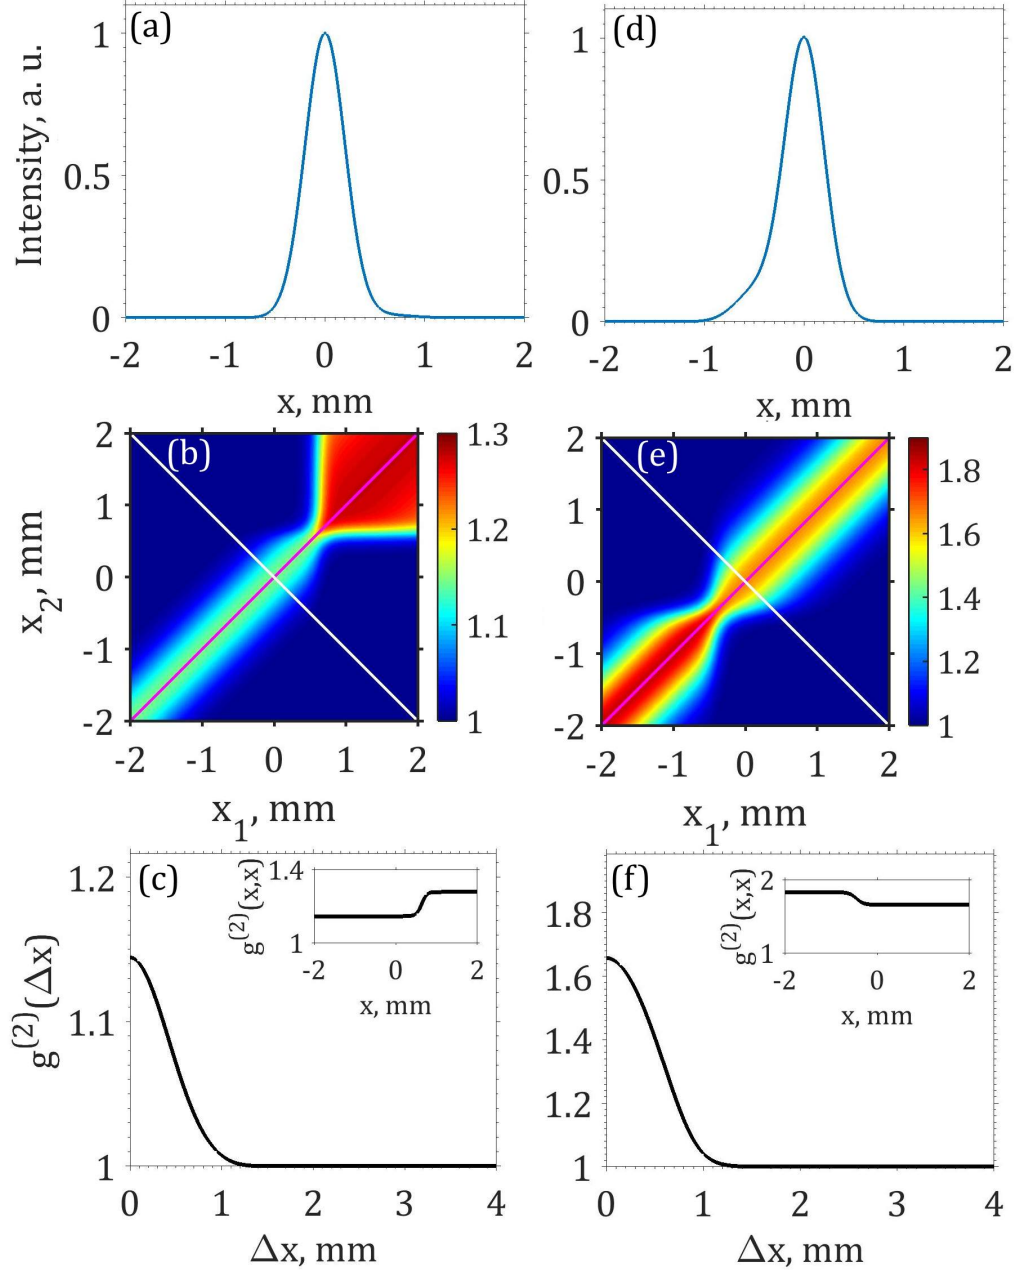 (a)
Intensity, a. u.
1
0.5
0
-2 -1 0 1 2
x, mm
(d)
1
0.5
0
-2 -1 0 1 2
x, mm
(b)
x2, mm
2
1
0
-1
-2
-2 -1 0 1 2
x1, mm
1.3
1.2
1.1
1
(e)
2
1
0
-1
-2
-2 -1 0 1 2
x1, mm
1.8
1.6
1.4
1.2
1
(c)
g(2)(Δx)
1.2
1.1
1
0 1 2 3 4
Δx, mm
g(2)(x,x)
1.4
1
-2 0 2
x, mm
(f)
1.8
1.6
1.4
1.2
1
0 1 2 3 4
Δx, mm
g(2)(x,x)
2
1
-2 0 2
x, mm